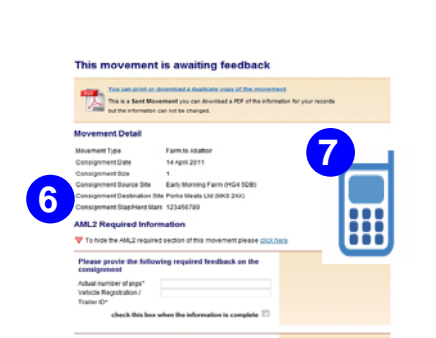 This movement is awaiting feedback
You can print or download a duplicate copy of the movement
This is a Sent Movement you can download a PDF of the information for your records
but the information can not be changed.
Movement Detail
Movement Type Farm to Abattoir
Consignment Date 14 April 2011
Consignment Size 1
Consignment Source Site Early Morning Farm (HG4 5DB)
Consignment Destination Site Porno Meats Ltd (MK6 2AX)
Consignment Slap/Herd Mark 123456789
6
7
AML2 Required Information
To hide the AML2 required section of this movement please click here
Please provie the following required feedback on the
consignment
Actual number of pigs*
Vehicle Registration /
Trailer ID*
check this box when the information is complete